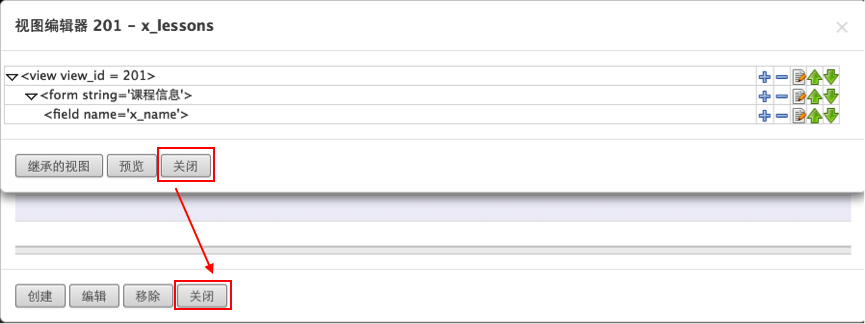 视图编辑器 201 - x_lessons
<view view_id = 201>
<form string='课程信息'>
<field name='x_name'>
继承的视图 预览 关闭
创建 编辑 移除 关闭